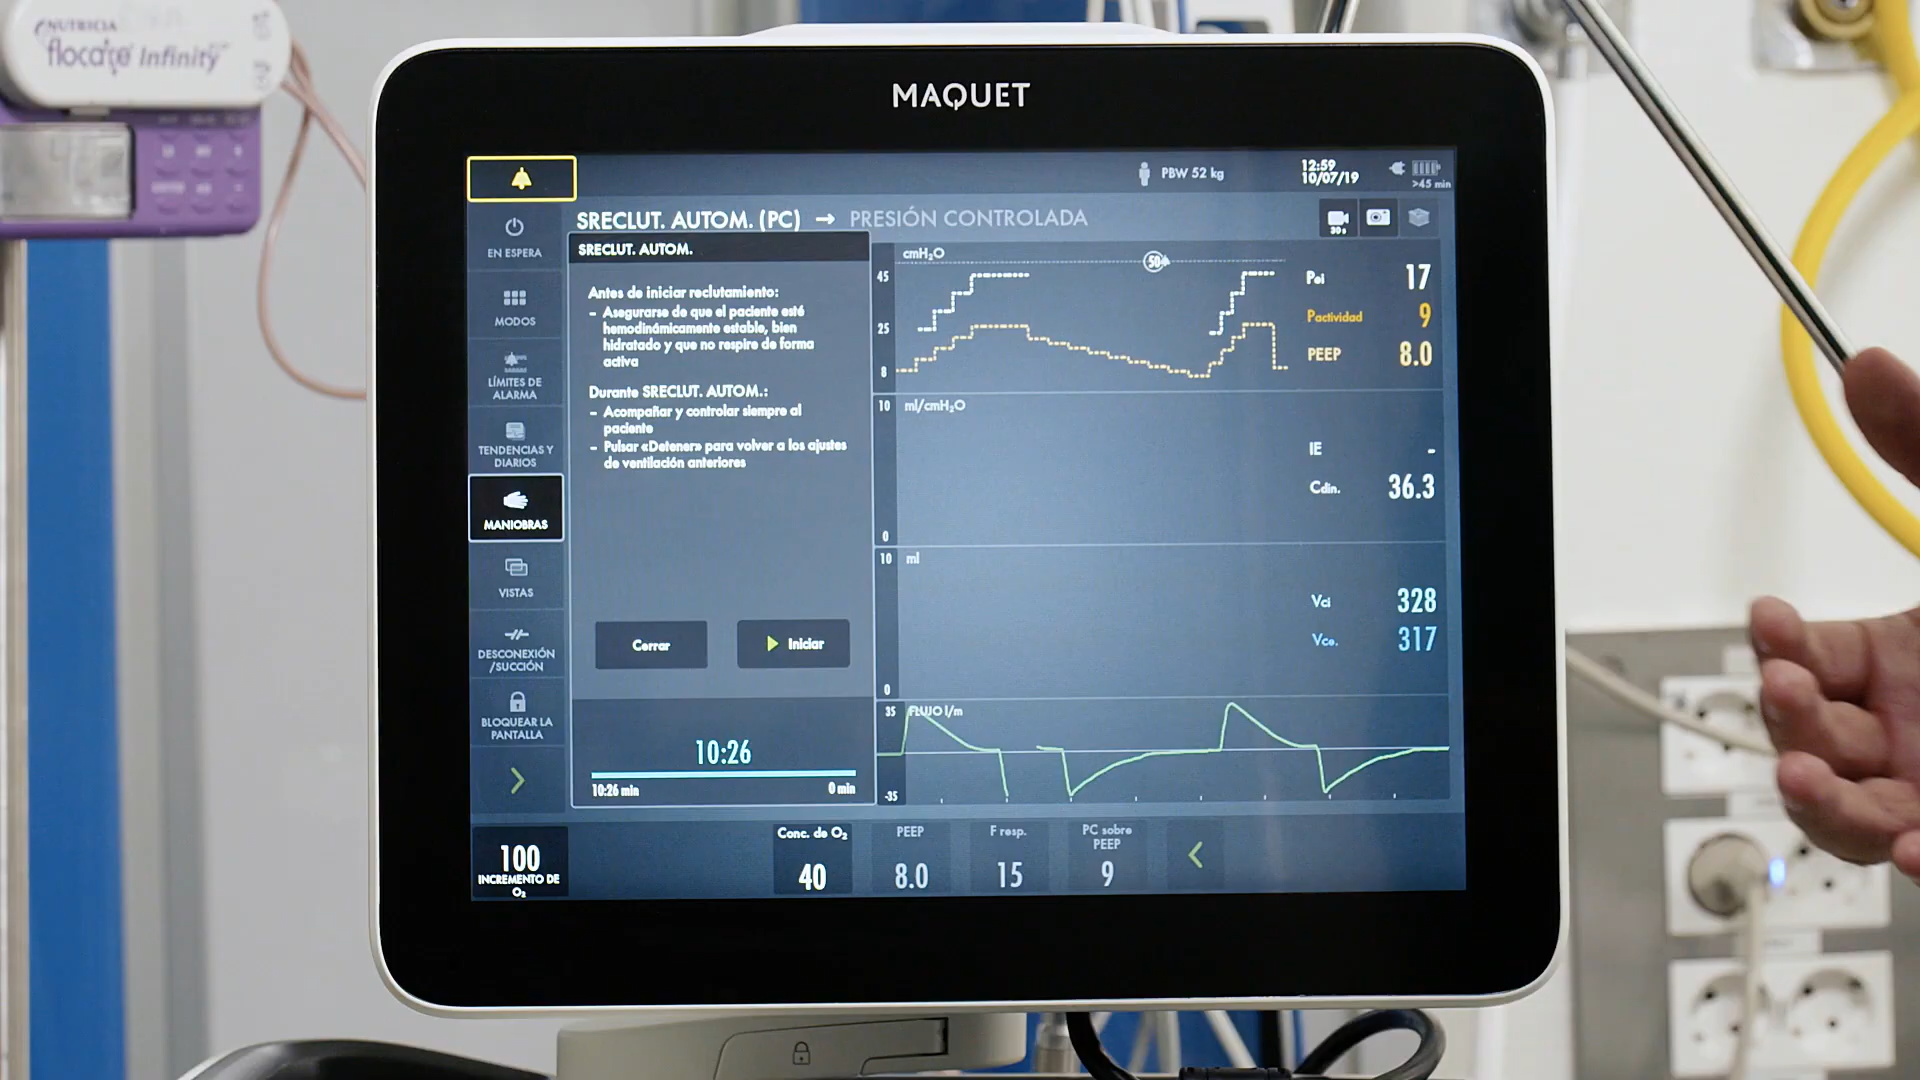 NUTRICIA
flocare Infinity
MAQUET
PBW 52 kg
12:59
10/07/19
>45 min
SRECLUT. AUTOM. (PC) → PRESIÓN CONTROLADA
30 s
EN ESPERA
MODOS
LÍMITES DE
ALARMA
TENDENCIAS Y
DIARIOS
MANIOBRAS
VISTAS
DESCONEXIÓN
/SUCCIÓN
BLOQUEAR LA
PANTALLA
SRECLUT. AUTOM.
Antes de iniciar reclutamiento:
- Asegurarse de que el paciente esté
hemodinámicamente estable, bien
hidratado y que no respire de forma
activa
Durante SRECLUT. AUTOM.:
- Acompañar y controlar siempre al
paciente
- Pulsar «Detener» para volver a los ajustes
de ventilación anteriores
Cerrar
Iniciar
10:26
10:26 min
0 min
cmH₂O
45
25
8
50
Pei 17
Pactividad 9
PEEP 8.0
10 ml/cmH₂O
0
IE -
Cdin. 36.3
10 ml
0
Vci 328
Vce. 317
35 FLUJO l/m
-35
100
INCREMENTO DE
O₂
Conc. de O₂
40
PEEP
8.0
F resp.
15
PC sobre
PEEP
9